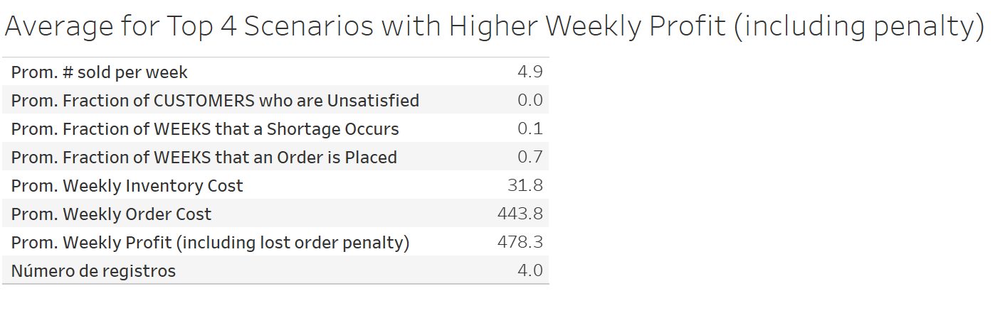 Average for Top 4 Scenarios with Higher Weekly Profit (including penalty)
Prom. # sold per week 4.9
Prom. Fraction of CUSTOMERS who are Unsatisfied 0.0
Prom. Fraction of WEEKS that a Shortage Occurs 0.1
Prom. Fraction of WEEKS that an Order is Placed 0.7
Prom. Weekly Inventory Cost 31.8
Prom. Weekly Order Cost 443.8
Prom. Weekly Profit (including lost order penalty) 478.3
Número de registros 4.0